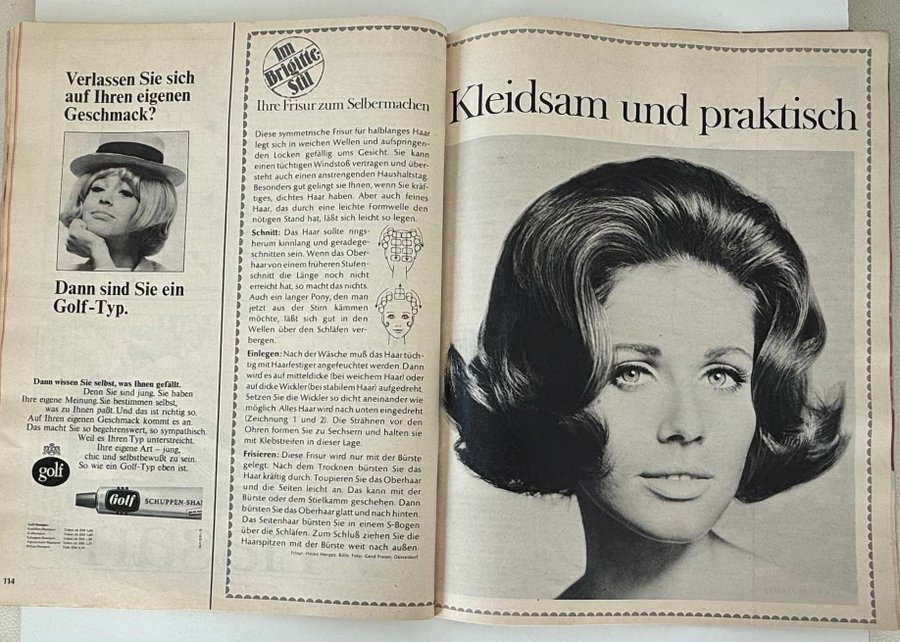 Verlassen Sie sich
auf Ihren eigenen
Geschmack?
Dann sind Sie ein
Golf-Typ.
Dann wissen Sie selbst, was Ihnen gefällt.
Denn Sie sind jung. Sie haben
Ihre eigene Meinung. Sie bestimmen selbst,
was zu Ihnen paßt. Und das ist richtig so.
Auf Ihren eigenen Geschmack kommt es an.
Das macht Sie so begehrenswert, so sympathisch.
Weil es Ihren Typ unterstreicht.
Ihre eigene Art – jung,
chic und selbstbewußt zu sein.
So wie ein Golf-Typ eben ist.
golf
Golf SCHUPPEN-SHA
114
Im
Brigitte-
Stil
Ihre Frisur zum Selbermachen
Diese symmetrische Frisur für halblanges Haar
legt sich in weichen Wellen und aufspringen-
den Locken gefällig ums Gesicht. Sie kann
einen tüchtigen Windstoß vertragen und über-
steht auch einen anstrengenden Haushaltstag.
Besonders gut gelingt sie Ihnen, wenn Sie kräf-
tiges, dichtes Haar haben. Aber auch feines
Haar, das durch eine leichte Formwelle den
nötigen Stand hat, läßt sich leicht so legen.
Schnitt: Das Haar sollte rings-
herum kinnlang und geradege-
schnitten sein. Wenn das Ober-
haar von einem früheren Stufen-
schnitt die Länge noch nicht
erreicht hat, so macht das nichts.
Auch ein langer Pony, den man
jetzt aus der Stirn kämmen
möchte, läßt sich gut in den
Wellen über den Schläfen ver-
bergen.
Einlegen: Nach der Wäsche muß das Haar tüch-
tig mit Haarfestiger angefeuchtet werden. Dann
wird es auf mitteldicke (bei weichem Haar) oder
auf dicke Wickler (bei stabilem Haar) aufgedreht.
Setzen Sie die Wickler so dicht aneinander wie
möglich. Alles Haar wird nach unten eingedreht
(Zeichnung 1 und 2). Die Strähnen vor den
Ohren formen Sie zu Sechsern und halten sie
mit Klebstreifen in dieser Lage.
Frisieren: Diese Frisur wird nur mit der Bürste
gelegt. Nach dem Trocknen bürsten Sie das
Haar kräftig durch. Toupieren Sie das Oberhaar
und die Seiten leicht an. Das kann mit der
Bürste oder dem Stielkamm geschehen. Dann
bürsten Sie das Oberhaar glatt und nach hinten.
Das Seitenhaar bürsten Sie in einem S-Bogen
über die Schläfen. Zum Schluß ziehen Sie die
Haarspitzen mit der Bürste weit nach außen.
Kleidsam und praktisch